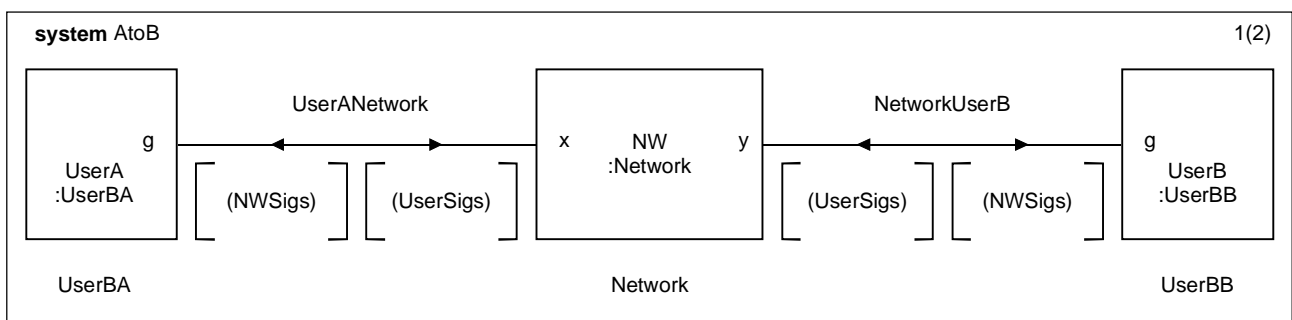 system AtoB
1(2)
UserANetwork
NetworkUserB
g
x
NW
:Network
y
g
UserA
:UserBA
UserB
:UserBB
(NWSigs)
(UserSigs)
(UserSigs)
(NWSigs)
UserBA
Network
UserBB